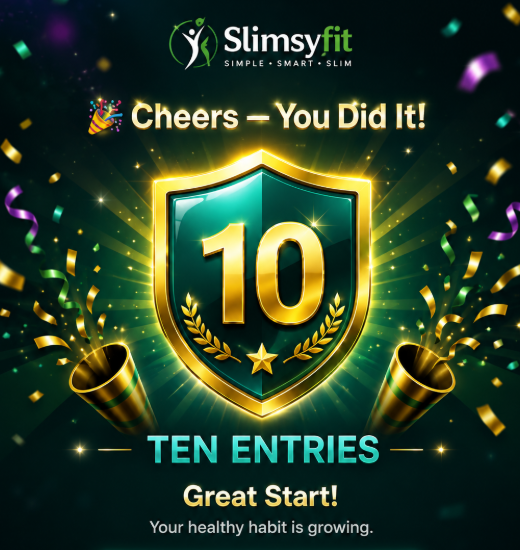 Slimsyfit
SIMPLE • SMART • SLIM
🎉 Cheers – You Did It!
10
TEN ENTRIES
Great Start!
Your healthy habit is growing.